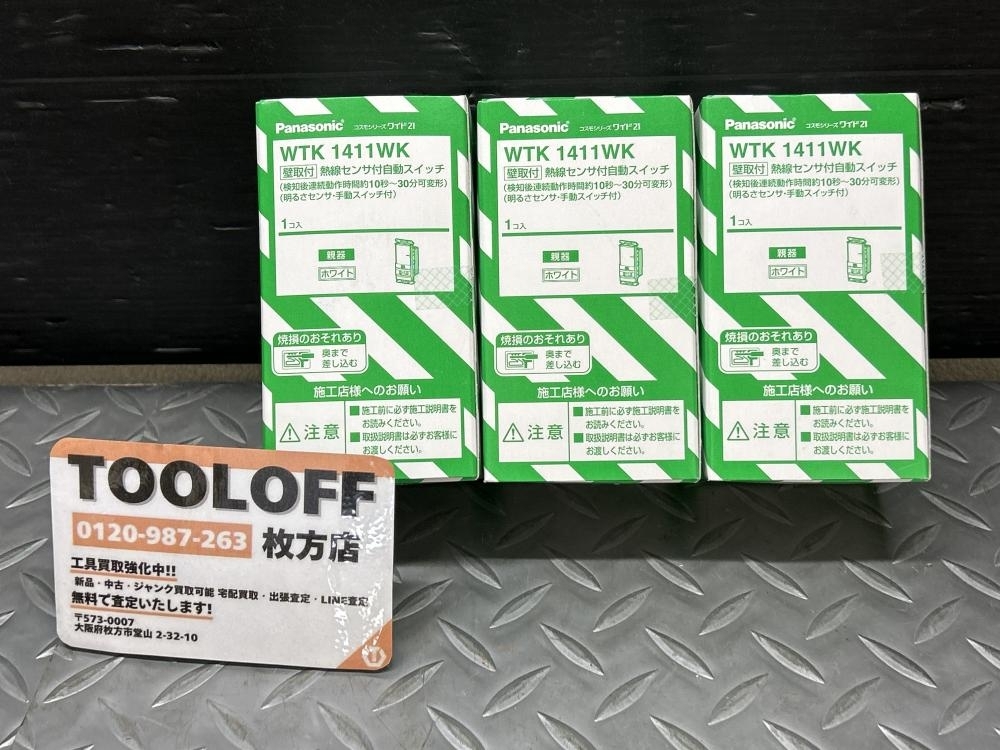 Panasonic コスモシリーズ ワイド21
WTK 1411WK
壁取付 熱線センサ付自動スイッチ
(検知後連続動作時間約10秒～30分可変形)
(明るさセンサ・手動スイッチ付)
1コ入
親器
ホワイト
焼損のおそれあり
奥まで
差し込む
施工店様へのお願い
注意
■施工前に必ず施工説明書を
お読みください。
■取扱説明書は必ずお客様に
お渡しください。
Panasonic コスモシリーズ ワイド21
WTK 1411WK
壁取付 熱線センサ付自動スイッチ
(検知後連続動作時間約10秒～30分可変形)
(明るさセンサ・手動スイッチ付)
1コ入
親器
ホワイト
焼損のおそれあり
奥まで
差し込む
施工店様へのお願い
注意
■施工前に必ず施工説明書を
お読みください。
■取扱説明書は必ずお客様に
お渡しください。
Panasonic コスモシリーズ ワイド21
WTK 1411WK
壁取付 熱線センサ付自動スイッチ
(検知後連続動作時間約10秒～30分可変形)
(明るさセンサ・手動スイッチ付)
1コ入
親器
ホワイト
焼損のおそれあり
奥まで
差し込む
施工店様へのお願い
注意
■施工前に必ず施工説明書を
お読みください。
■取扱説明書は必ずお客様に
お渡しください。
TOOLOFF
0120-987-263 枚方店
工具買取強化中!!
新品・中古・ジャンク買取可能 宅配買取・出張査定・LINE査定
無料で査定いたします!
〒573-0007
大阪府枚方市堂山 2-32-10